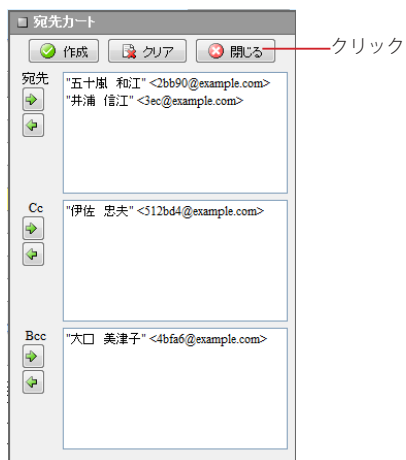 宛先カート
作成 クリア 閉じる クリック
宛先
"五十嵐 和江" <2bb90@example.com>
"井浦 信江" <3ec@example.com>
Cc
"伊佐 忠夫" <512bd4@example.com>
Bcc
"大口 美津子" <4bfa6@example.com>